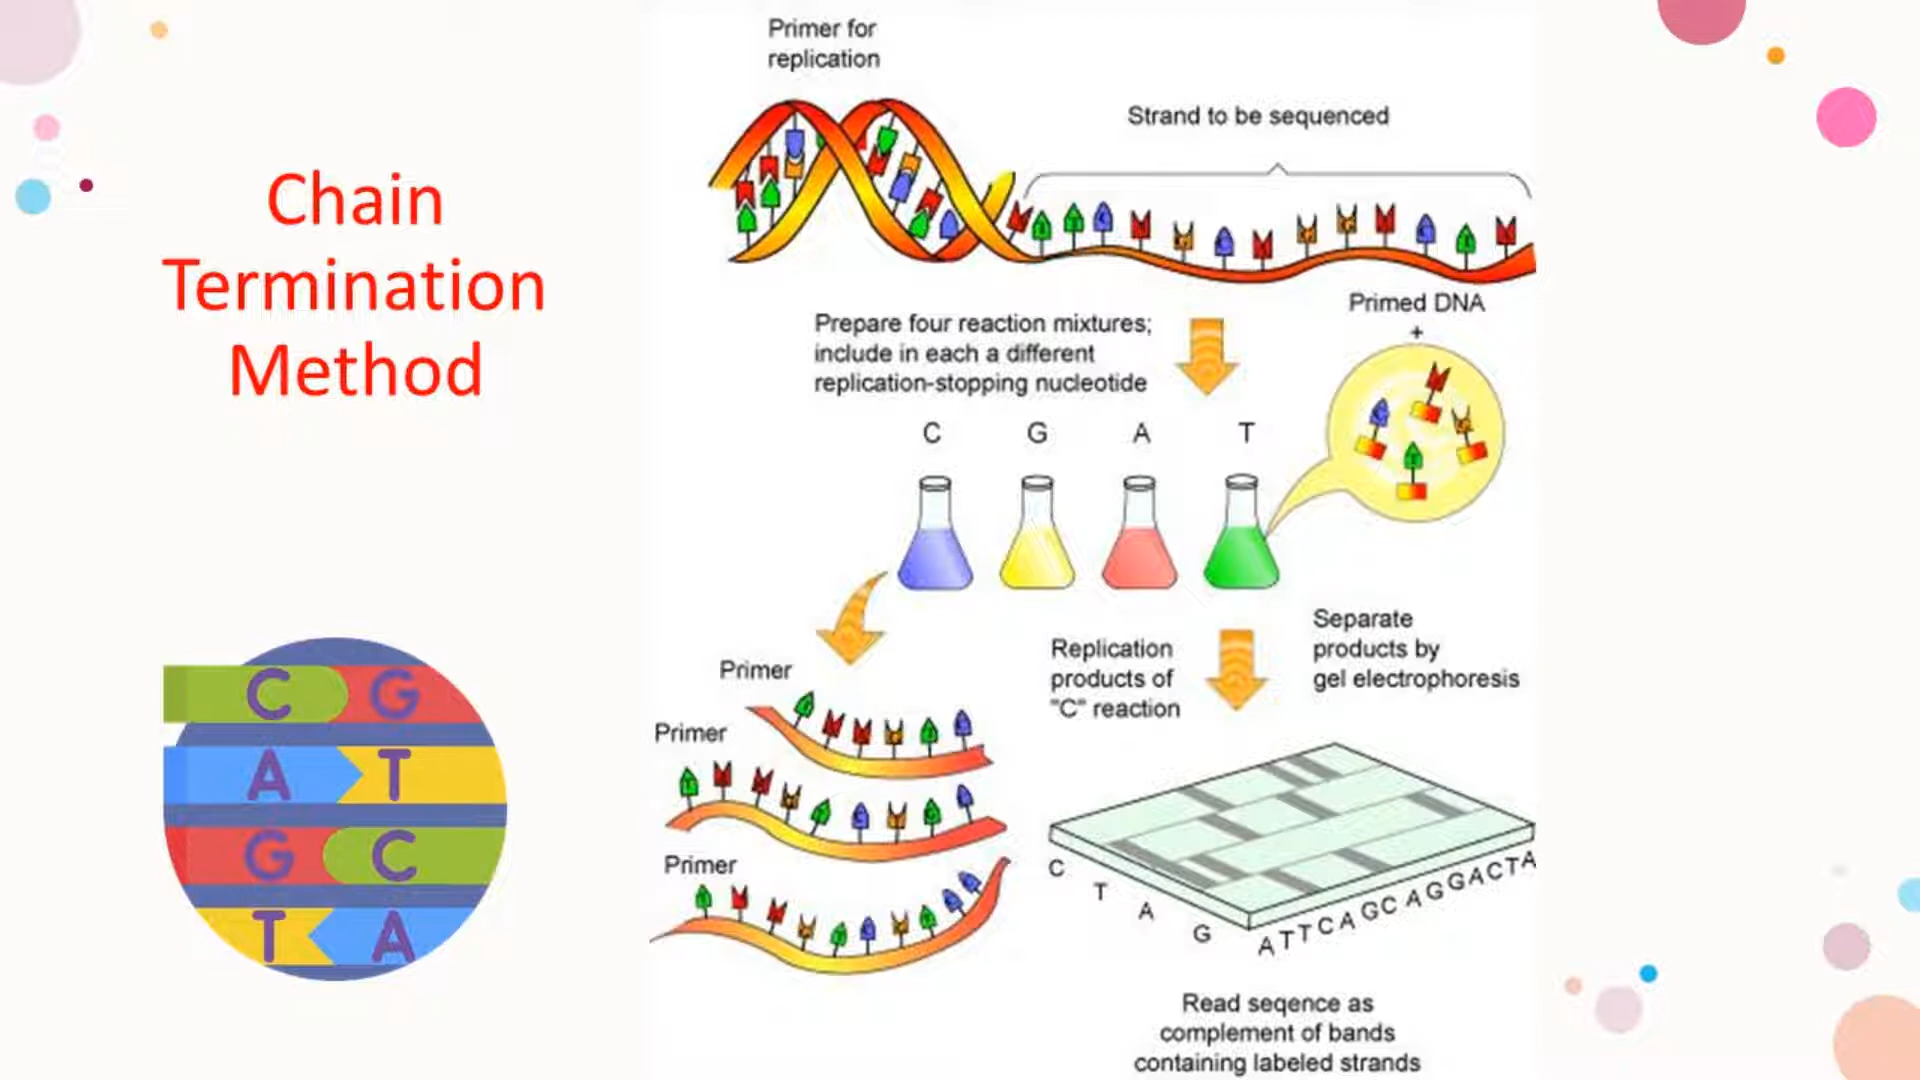 Chain
Termination
Method
C G
A T
G C
T A
Primer for
replication
Strand to be sequenced
Primed DNA
+
Prepare four reaction mixtures;
include in each a different
replication-stopping nucleotide
C G A T
Primer
Primer
Primer
Replication
products of
"C" reaction
Separate
products by
gel electrophoresis
C
T
A
G
ATTCAGCAGGACTA
Read seqence as
complement of bands
containing labeled strands